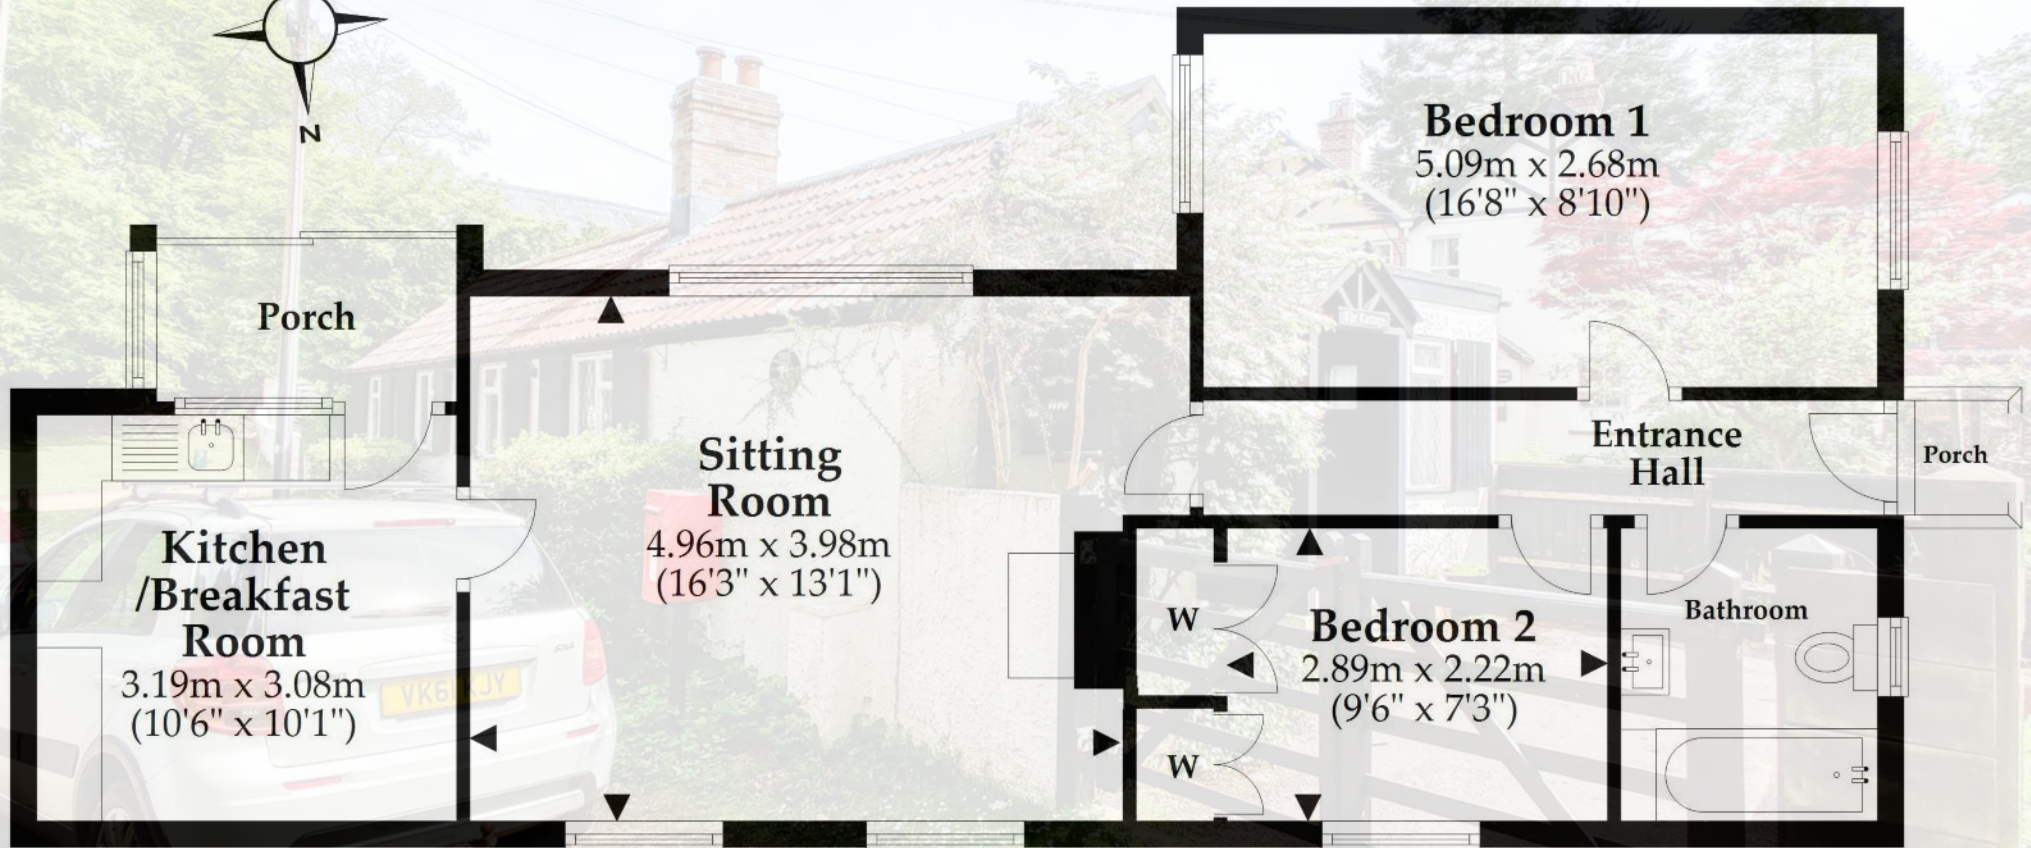 N
Bedroom 1
5.09m x 2.68m
(16'8" x 8'10")
Porch
Sitting
Room
4.96m x 3.98m
(16'3" x 13'1")
Entrance
Hall
Porch
Kitchen
/Breakfast
Room
3.19m x 3.08m
(10'6" x 10'1")
W
Bedroom 2
2.89m x 2.22m
(9'6" x 7'3")
Bathroom
W